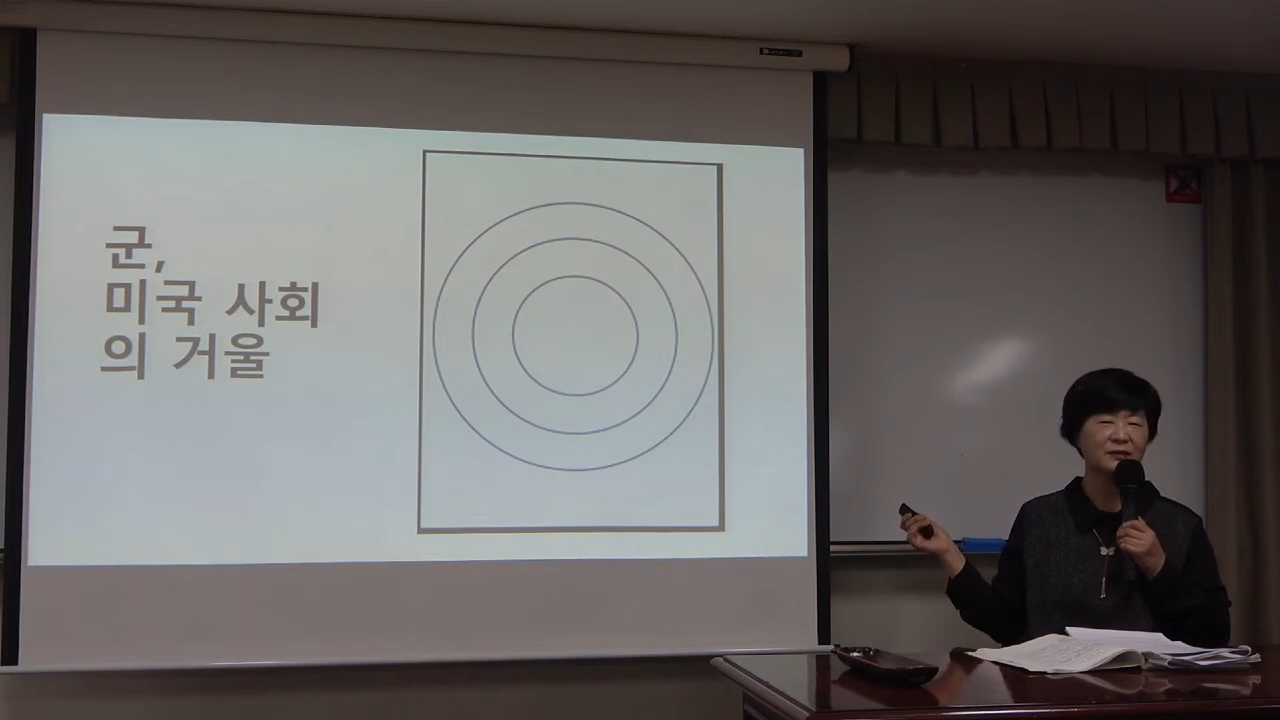 군,
미국 사회
의 거울